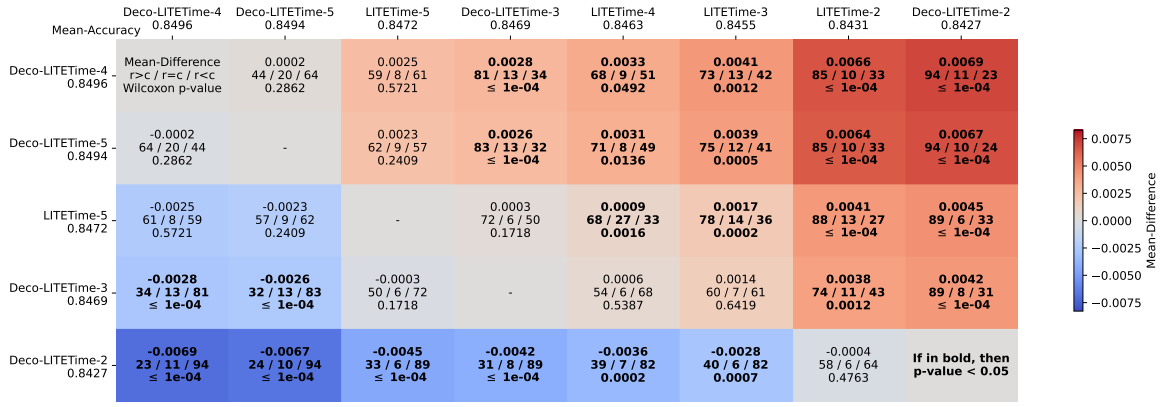 Deco-LITETime-4 Deco-LITETime-5 LITETime-5 Deco-LITETime-3 LITETime-4 LITETime-3 LITETime-2 Deco-LITETime-2
0.8496 0.8494 0.8472 0.8469 0.8463 0.8455 0.8431 0.8427
Mean-Accuracy
Deco-LITETime-4
0.8496
Mean-Difference 0.0002 0.0025 0.0028 0.0033 0.0041 0.0066 0.0069
r>c / r=c / r<c 44 / 20 / 64 59 / 8 / 61 81 / 13 / 34 68 / 9 / 51 73 / 13 / 42 85 / 10 / 33 94 / 11 / 23
Wilcoxon p-value 0.2862 0.5721 ≤ 1e-04 0.0492 0.0012 ≤ 1e-04 ≤ 1e-04
Deco-LITETime-5
0.8494
-0.0002 - 0.0023 0.0026 0.0031 0.0039 0.0064 0.0067
64 / 20 / 44 62 / 9 / 57 83 / 13 / 32 71 / 8 / 49 75 / 12 / 41 85 / 10 / 33 94 / 10 / 24
0.2862 0.2409 ≤ 1e-04 0.0136 0.0005 ≤ 1e-04 ≤ 1e-04
LITETime-5
0.8472
-0.0025 -0.0023 - 0.0003 0.0009 0.0017 0.0041 0.0045
61 / 8 / 59 57 / 9 / 62 72 / 6 / 50 68 / 27 / 33 78 / 14 / 36 88 / 13 / 27 89 / 6 / 33
0.5721 0.2409 0.1718 0.0016 0.0002 ≤ 1e-04 ≤ 1e-04
Deco-LITETime-3
0.8469
-0.0028 -0.0026 -0.0003 - 0.0006 0.0014 0.0038 0.0042
34 / 13 / 81 32 / 13 / 83 50 / 6 / 72 54 / 6 / 68 60 / 7 / 61 74 / 11 / 43 89 / 8 / 31
≤ 1e-04 ≤ 1e-04 0.1718 0.5387 0.6419 0.0012 ≤ 1e-04
Deco-LITETime-2
0.8427
-0.0069 -0.0067 -0.0045 -0.0042 -0.0036 -0.0028 -0.0004 If in bold, then
23 / 11 / 94 24 / 10 / 94 33 / 6 / 89 31 / 8 / 89 39 / 7 / 82 40 / 6 / 82 58 / 6 / 64 p-value < 0.05
≤ 1e-04 ≤ 1e-04 ≤ 1e-04 ≤ 1e-04 0.0002 0.0007 0.4763
0.0075
0.0050
0.0025
0.0000
−0.0025
−0.0050
−0.0075
Mean-Difference